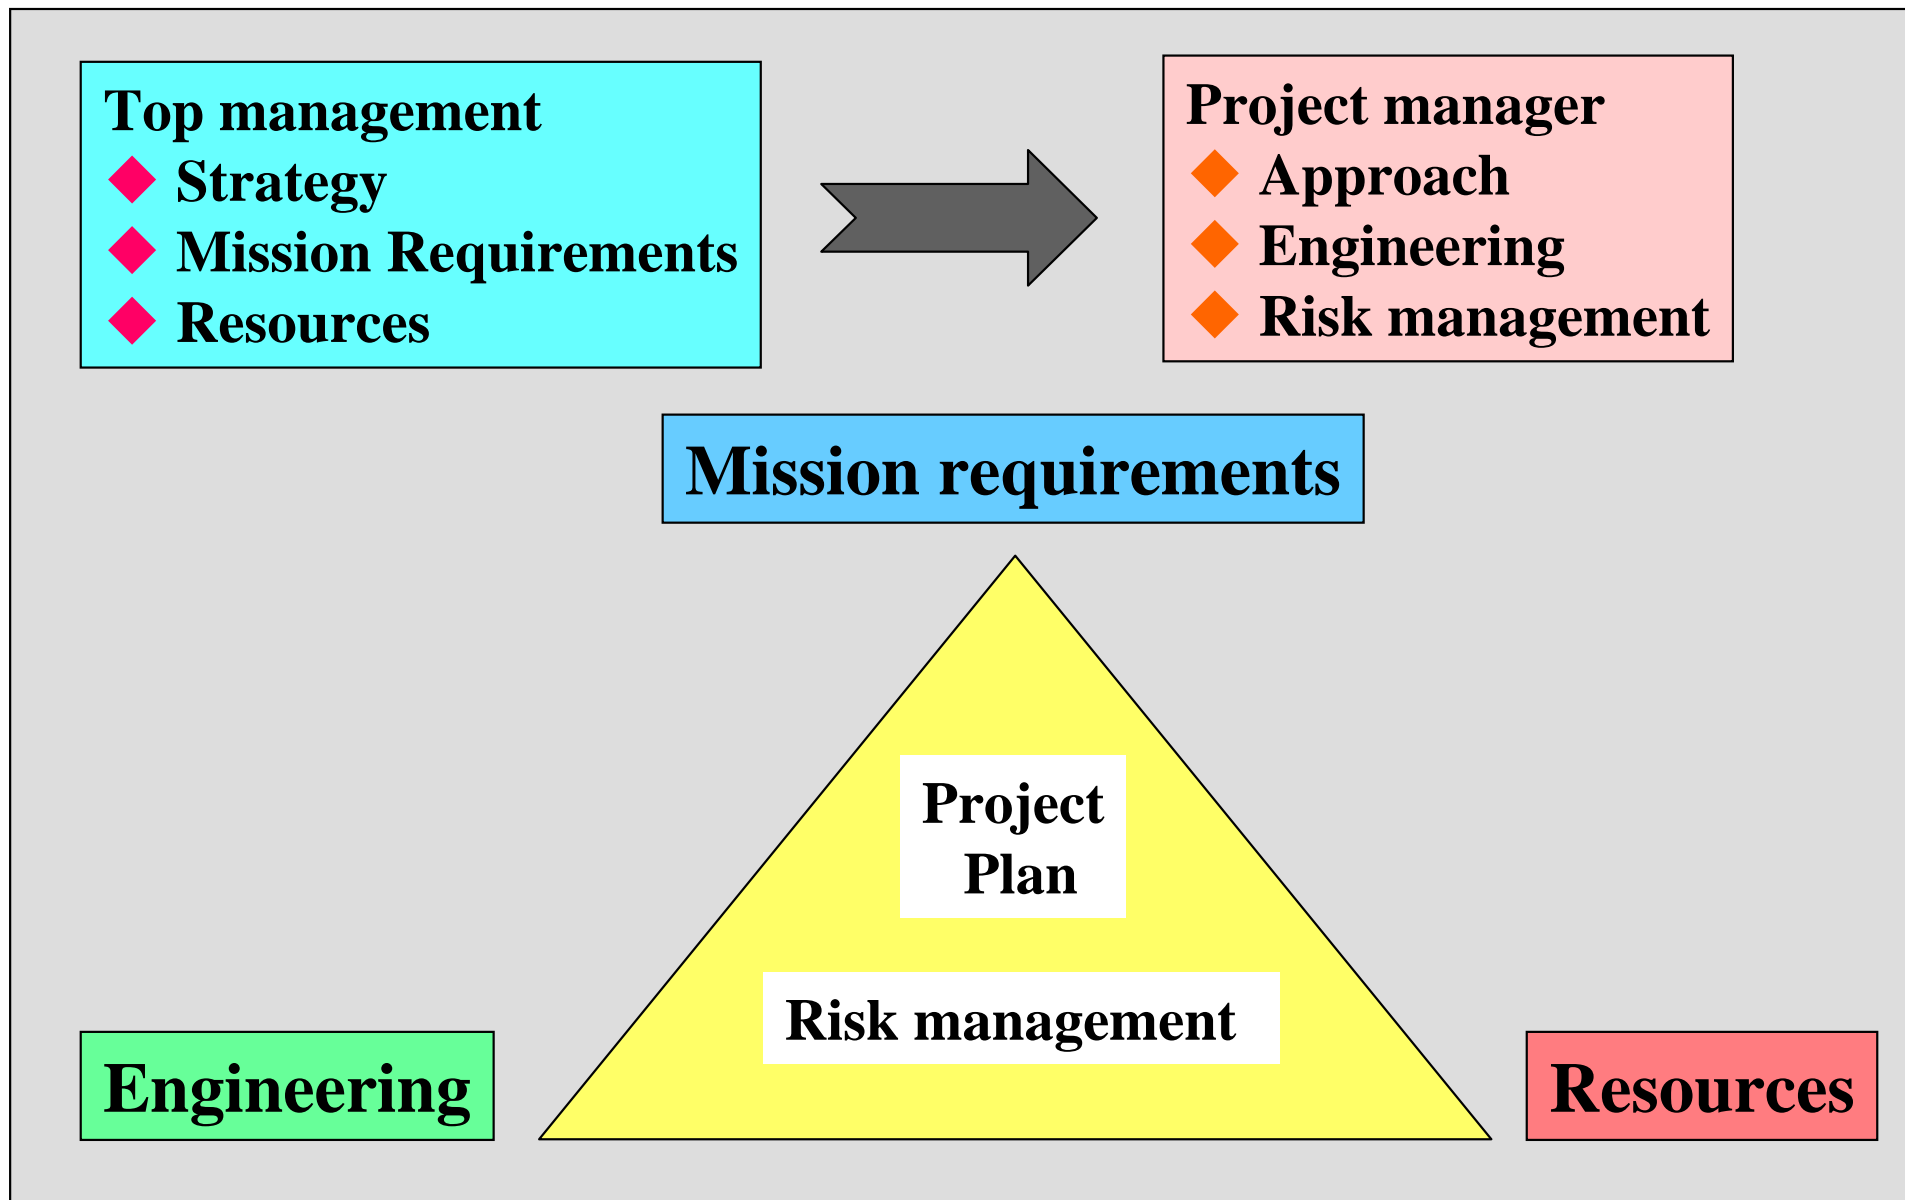 Top management
Strategy
Mission Requirements
Resources
Project manager
Approach
Engineering
Risk management
Mission requirements
Project
Plan
Risk management
Engineering
Resources